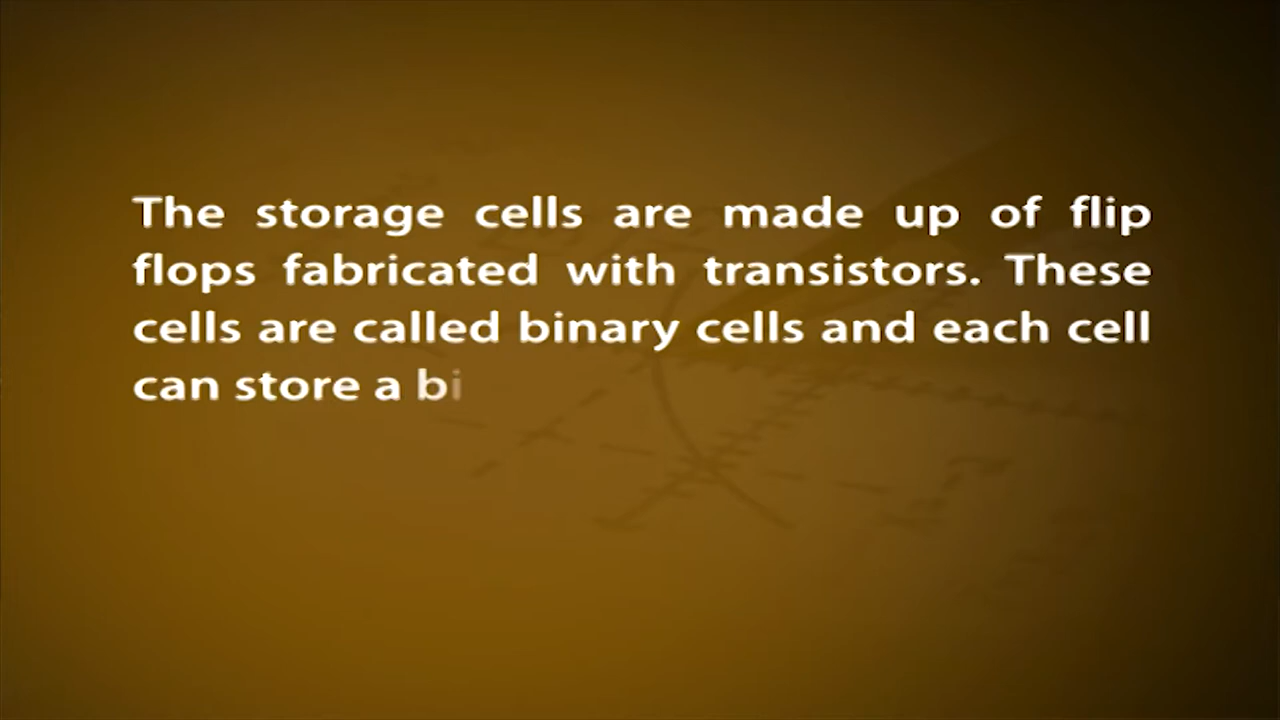 The storage cells are made up of flip
flops fabricated with transistors. These
cells are called binary cells and each cell
can store a bi